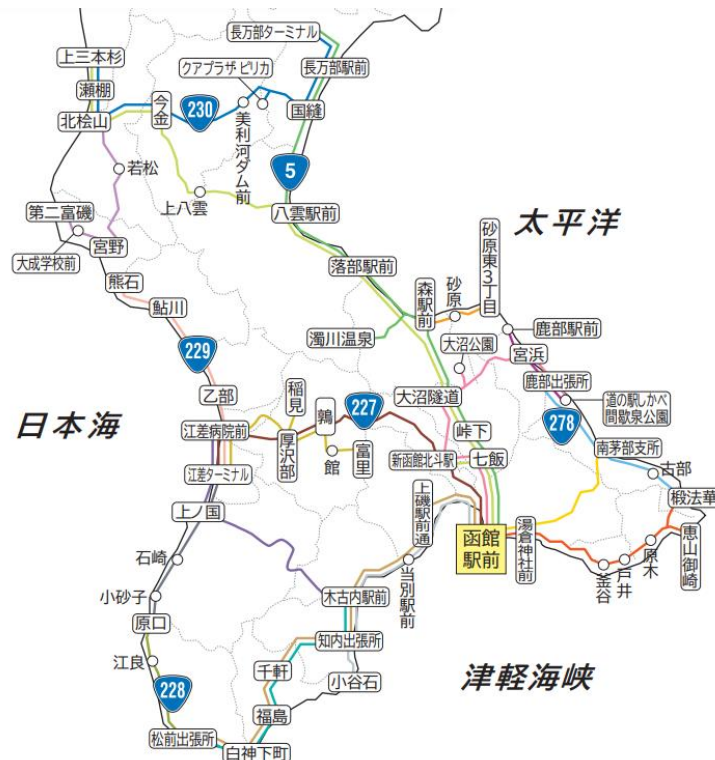 長万部ターミナル
上三本杉
クアプラザ ピリカ
長万部駅前
瀬棚
今金
230
国縫
北桧山
美利河ダム前
5
若松
上八雲
八雲駅前
太平洋
第二富磯
宮野
大成学校前
落部駅前
砂原東3丁目
砂原
森駅前
熊石
鮎川
鹿部駅前
濁川温泉
大沼公園
宮浜
229
鹿部出張所
道の駅しかべ
間歇泉公園
乙部
稲見
鶉
227
大沼隧道
278
日本海
江差病院前
厚沢部
館
富里
峠下
新函館北斗駅
七飯
南茅部支所
江差ターミナル
古部
上磯駅前通
椴法華
上ノ国
函館
駅前
湯倉神社前
恵山御崎
石崎
当別駅前
釜谷
戸井
原木
小砂子
木古内駅前
原口
知内出張所
江良
千軒
小谷石
津軽海峡
228
福島
松前出張所
白神下町